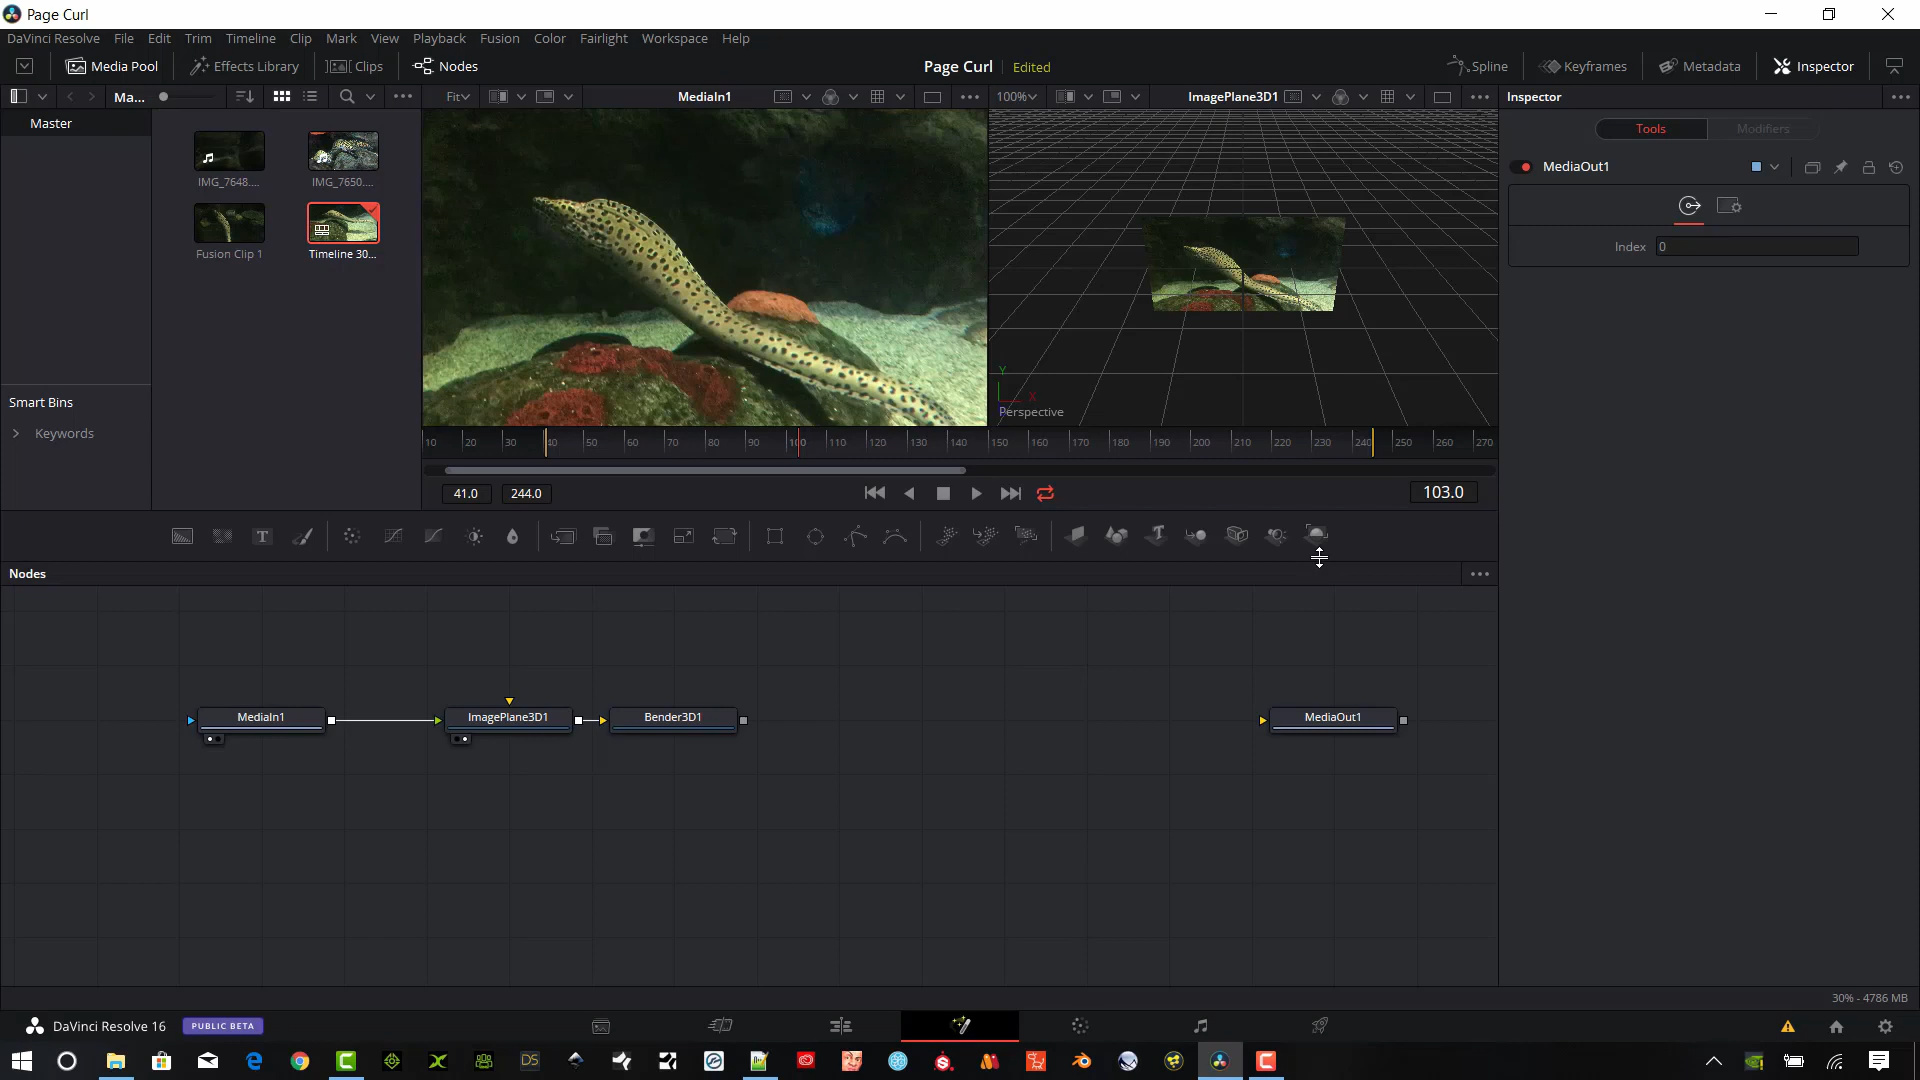 Page Curl
DaVinci Resolve File Edit Trim Timeline Clip Mark View Playback Fusion Color Fairlight Workspace Help
Media Pool Effects Library Clips Nodes Page Curl Edited Spline Keyframes Metadata Inspector
Ma... Fit MediaIn1 100% ImagePlane3D1 Inspector
Master
Tools Modifiers
MediaOut1
IMG_7648.... IMG_7650....
Index 0
Fusion Clip 1 Timeline 30...
Y
X
Perspective
Smart Bins
Keywords
10 20 30 40 50 60 70 80 90 100 110 120 130 140 150 160 170 180 190 200 210 220 230 240 250 260 270
41.0 244.0 103.0
T T
Nodes
MediaIn1 ImagePlane3D1 Bender3D1 MediaOut1
30% - 4786 MB
DaVinci Resolve 16 PUBLIC BETA
DS